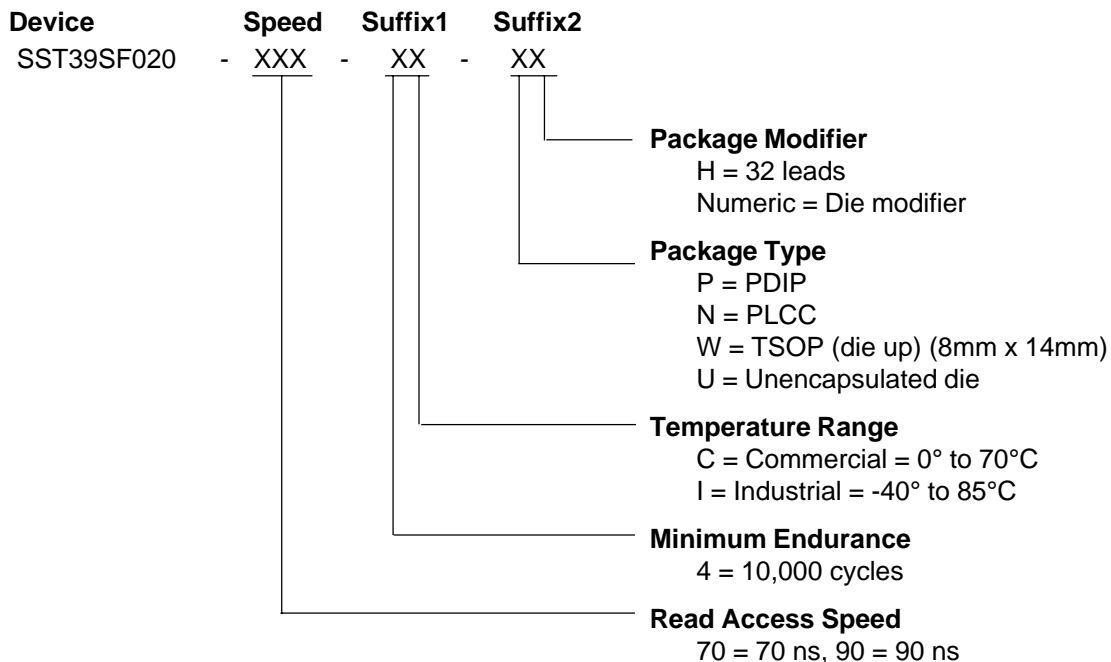 Device Speed Suffix1 Suffix2
SST39SF020 - XXX - XX - XX
Package Modifier
H = 32 leads
Numeric = Die modifier
Package Type
P = PDIP
N = PLCC
W = TSOP (die up) (8mm x 14mm)
U = Unencapsulated die
Temperature Range
C = Commercial = 0° to 70°C
I = Industrial = -40° to 85°C
Minimum Endurance
4 = 10,000 cycles
Read Access Speed
70 = 70 ns, 90 = 90 ns